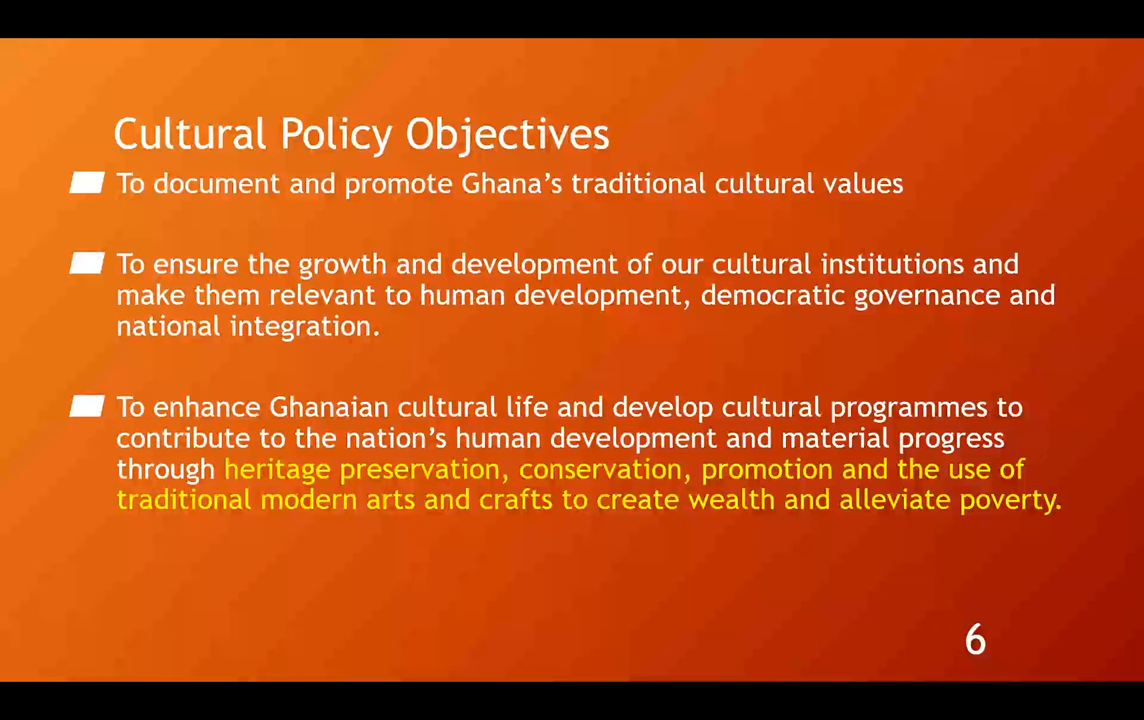 Cultural Policy Objectives
To document and promote Ghana’s traditional cultural values
To ensure the growth and development of our cultural institutions and
make them relevant to human development, democratic governance and
national integration.
To enhance Ghanaian cultural life and develop cultural programmes to
contribute to the nation’s human development and material progress
through heritage preservation, conservation, promotion and the use of
traditional modern arts and crafts to create wealth and alleviate poverty.
6